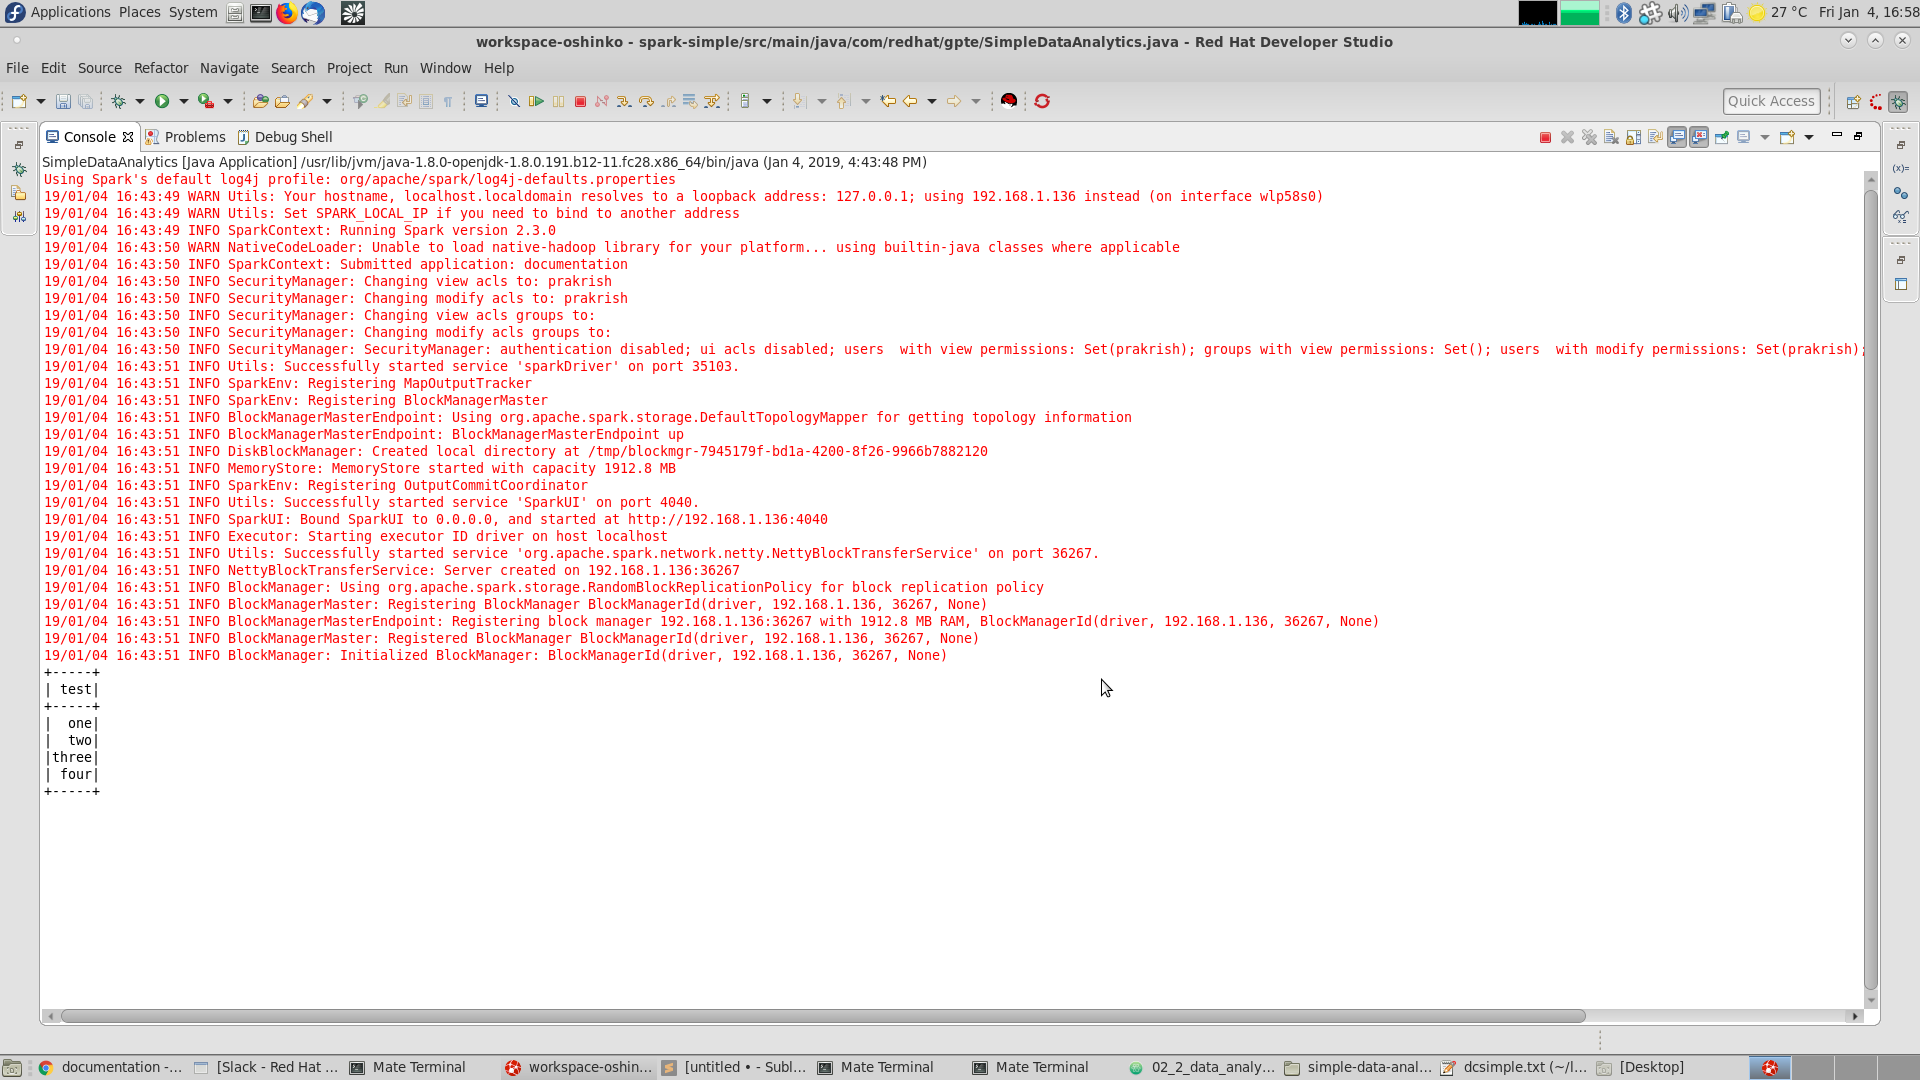 Applications Places System
27 °C Fri Jan 4, 16:58
workspace-oshinko - spark-simple/src/main/java/com/redhat/gpte/SimpleDataAnalytics.java - Red Hat Developer Studio
File Edit Source Refactor Navigate Search Project Run Window Help
Quick Access
Console Problems Debug Shell
SimpleDataAnalytics [Java Application] /usr/lib/jvm/java-1.8.0-openjdk-1.8.0.191.b12-11.fc28.x86_64/bin/java (Jan 4, 2019, 4:43:48 PM)
Using Spark's default log4j profile: org/apache/spark/log4j-defaults.properties
19/01/04 16:43:49 WARN Utils: Your hostname, localhost.localdomain resolves to a loopback address: 127.0.0.1; using 192.168.1.136 instead (on interface wlp58s0)
19/01/04 16:43:49 WARN Utils: Set SPARK_LOCAL_IP if you need to bind to another address
19/01/04 16:43:49 INFO SparkContext: Running Spark version 2.3.0
19/01/04 16:43:50 WARN NativeCodeLoader: Unable to load native-hadoop library for your platform... using builtin-java classes where applicable
19/01/04 16:43:50 INFO SparkContext: Submitted application: documentation
19/01/04 16:43:50 INFO SecurityManager: Changing view acls to: prakrish
19/01/04 16:43:50 INFO SecurityManager: Changing modify acls to: prakrish
19/01/04 16:43:50 INFO SecurityManager: Changing view acls groups to:
19/01/04 16:43:50 INFO SecurityManager: Changing modify acls groups to:
19/01/04 16:43:50 INFO SecurityManager: SecurityManager: authentication disabled; ui acls disabled; users  with view permissions: Set(prakrish); groups with view permissions: Set(); users  with modify permissions: Set(prakrish);
19/01/04 16:43:51 INFO Utils: Successfully started service 'sparkDriver' on port 35103.
19/01/04 16:43:51 INFO SparkEnv: Registering MapOutputTracker
19/01/04 16:43:51 INFO SparkEnv: Registering BlockManagerMaster
19/01/04 16:43:51 INFO BlockManagerMasterEndpoint: Using org.apache.spark.storage.DefaultTopologyMapper for getting topology information
19/01/04 16:43:51 INFO BlockManagerMasterEndpoint: BlockManagerMasterEndpoint up
19/01/04 16:43:51 INFO DiskBlockManager: Created local directory at /tmp/blockmgr-7945179f-bd1a-4200-8f26-9966b7882120
19/01/04 16:43:51 INFO MemoryStore: MemoryStore started with capacity 1912.8 MB
19/01/04 16:43:51 INFO SparkEnv: Registering OutputCommitCoordinator
19/01/04 16:43:51 INFO Utils: Successfully started service 'SparkUI' on port 4040.
19/01/04 16:43:51 INFO SparkUI: Bound SparkUI to 0.0.0.0, and started at http://192.168.1.136:4040
19/01/04 16:43:51 INFO Executor: Starting executor ID driver on host localhost
19/01/04 16:43:51 INFO Utils: Successfully started service 'org.apache.spark.network.netty.NettyBlockTransferService' on port 36267.
19/01/04 16:43:51 INFO NettyBlockTransferService: Server created on 192.168.1.136:36267
19/01/04 16:43:51 INFO BlockManager: Using org.apache.spark.storage.RandomBlockReplicationPolicy for block replication policy
19/01/04 16:43:51 INFO BlockManagerMaster: Registering BlockManager BlockManagerId(driver, 192.168.1.136, 36267, None)
19/01/04 16:43:51 INFO BlockManagerMasterEndpoint: Registering block manager 192.168.1.136:36267 with 1912.8 MB RAM, BlockManagerId(driver, 192.168.1.136, 36267, None)
19/01/04 16:43:51 INFO BlockManagerMaster: Registered BlockManager BlockManagerId(driver, 192.168.1.136, 36267, None)
19/01/04 16:43:51 INFO BlockManager: Initialized BlockManager: BlockManagerId(driver, 192.168.1.136, 36267, None)
+-----+
| test|
+-----+
|  one|
|  two|
|three|
| four|
+-----+
documentation -... [Slack - Red Hat ... Mate Terminal workspace-oshin... [untitled • - Subl... Mate Terminal Mate Terminal 02_2_data_analy... simple-data-anal... dcsimple.txt (~/l... [Desktop]